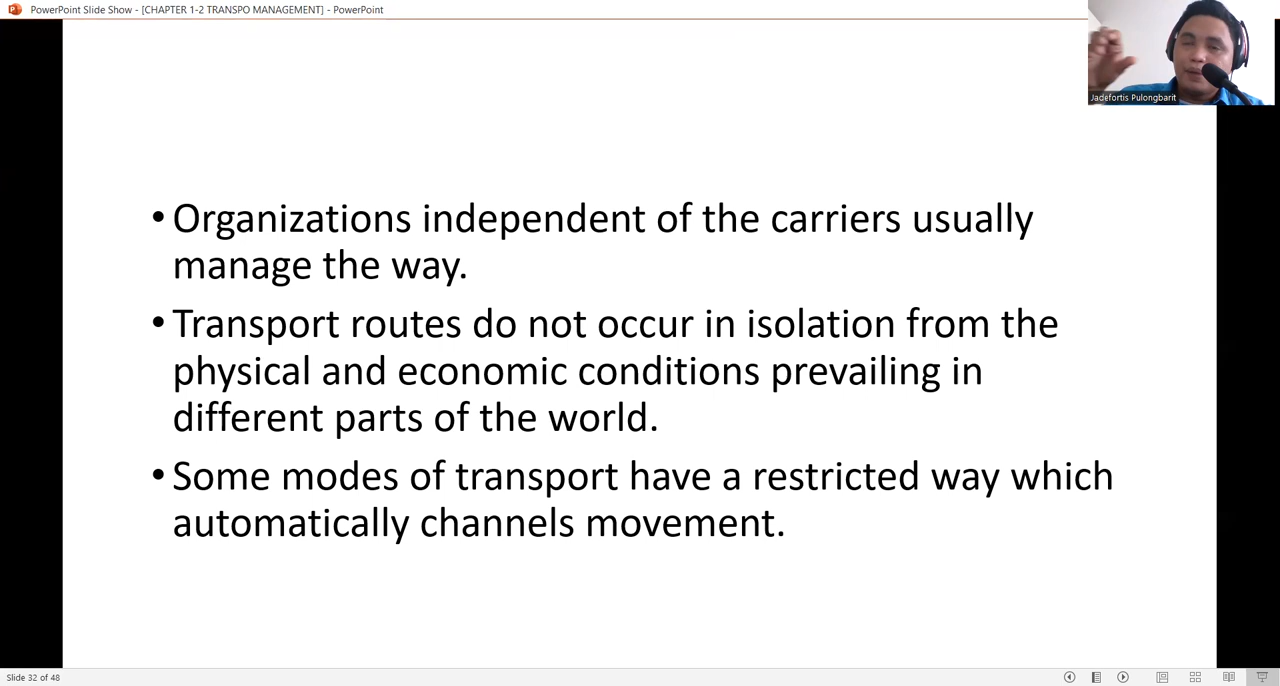 PowerPoint Slide Show - [CHAPTER 1-2 TRANSPO MANAGEMENT] - PowerPoint
Jadefortis Pulongbarit
• Organizations independent of the carriers usually
manage the way.
• Transport routes do not occur in isolation from the
physical and economic conditions prevailing in
different parts of the world.
• Some modes of transport have a restricted way which
automatically channels movement.
Slide 32 of 48